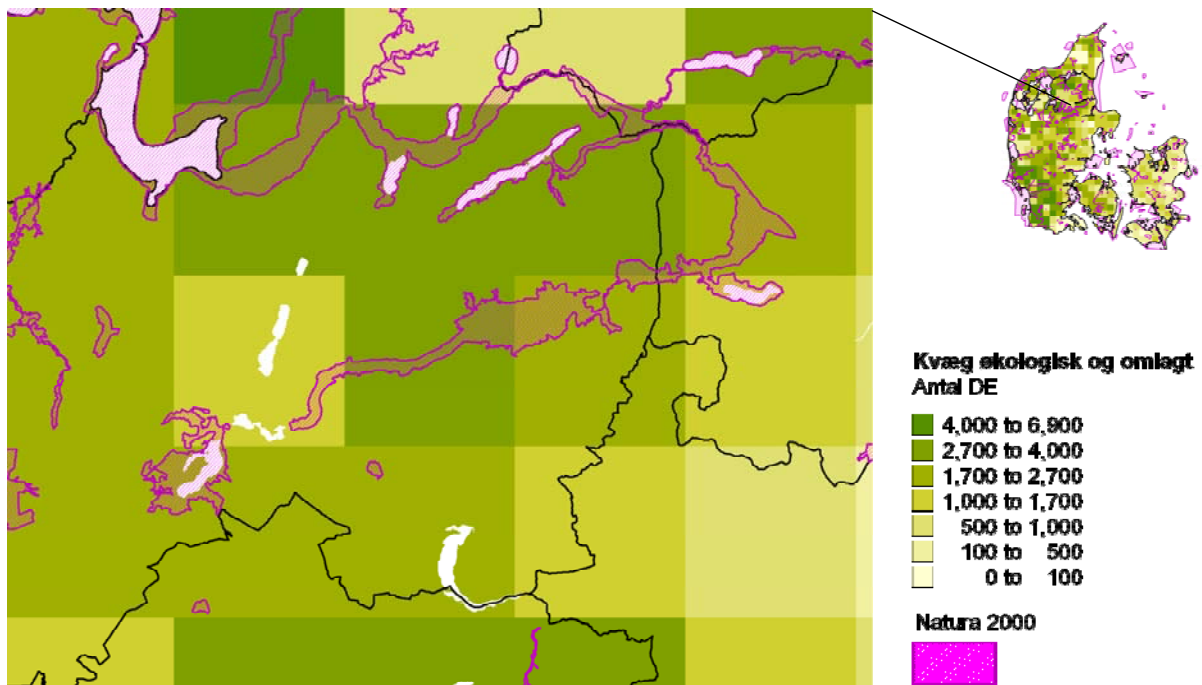 Kvæg økologisk og omlagt
Antal DE
4,000 to 6,900
2,700 to 4,000
1,700 to 2,700
1,000 to 1,700
500 to 1,000
100 to 500
0 to 100
Natura 2000